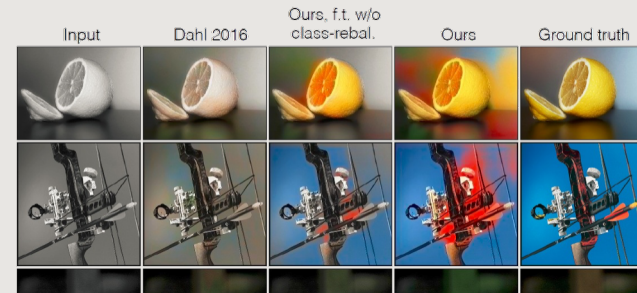 Input
Dahl 2016
Ours, f.t. w/o
class-rebal.
Ours
Ground truth